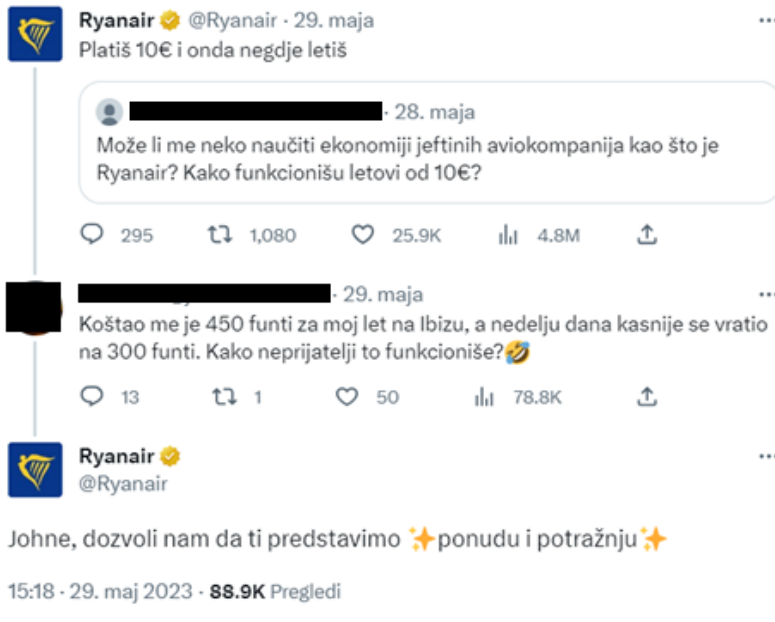 Ryanair @Ryanair · 29. maja
Platiš 10€ i onda negdje letiš
· 28. maja
Može li me neko naučiti ekonomiji jeftinih aviokompanija kao što je
Ryanair? Kako funkcionišu letovi od 10€?
295 1,080 25.9K 4.8M
· 29. maja
Koštao me je 450 funti za moj let na Ibizu, a nedelju dana kasnije se vratio
na 300 funti. Kako neprijatelji to funkcioniše?🤣
13 1 50 78.8K
Ryanair
@Ryanair
Johne, dozvoli nam da ti predstavimo ✨ponudu i potražnju✨
15:18 · 29. maj 2023 · 88.9K Pregledi